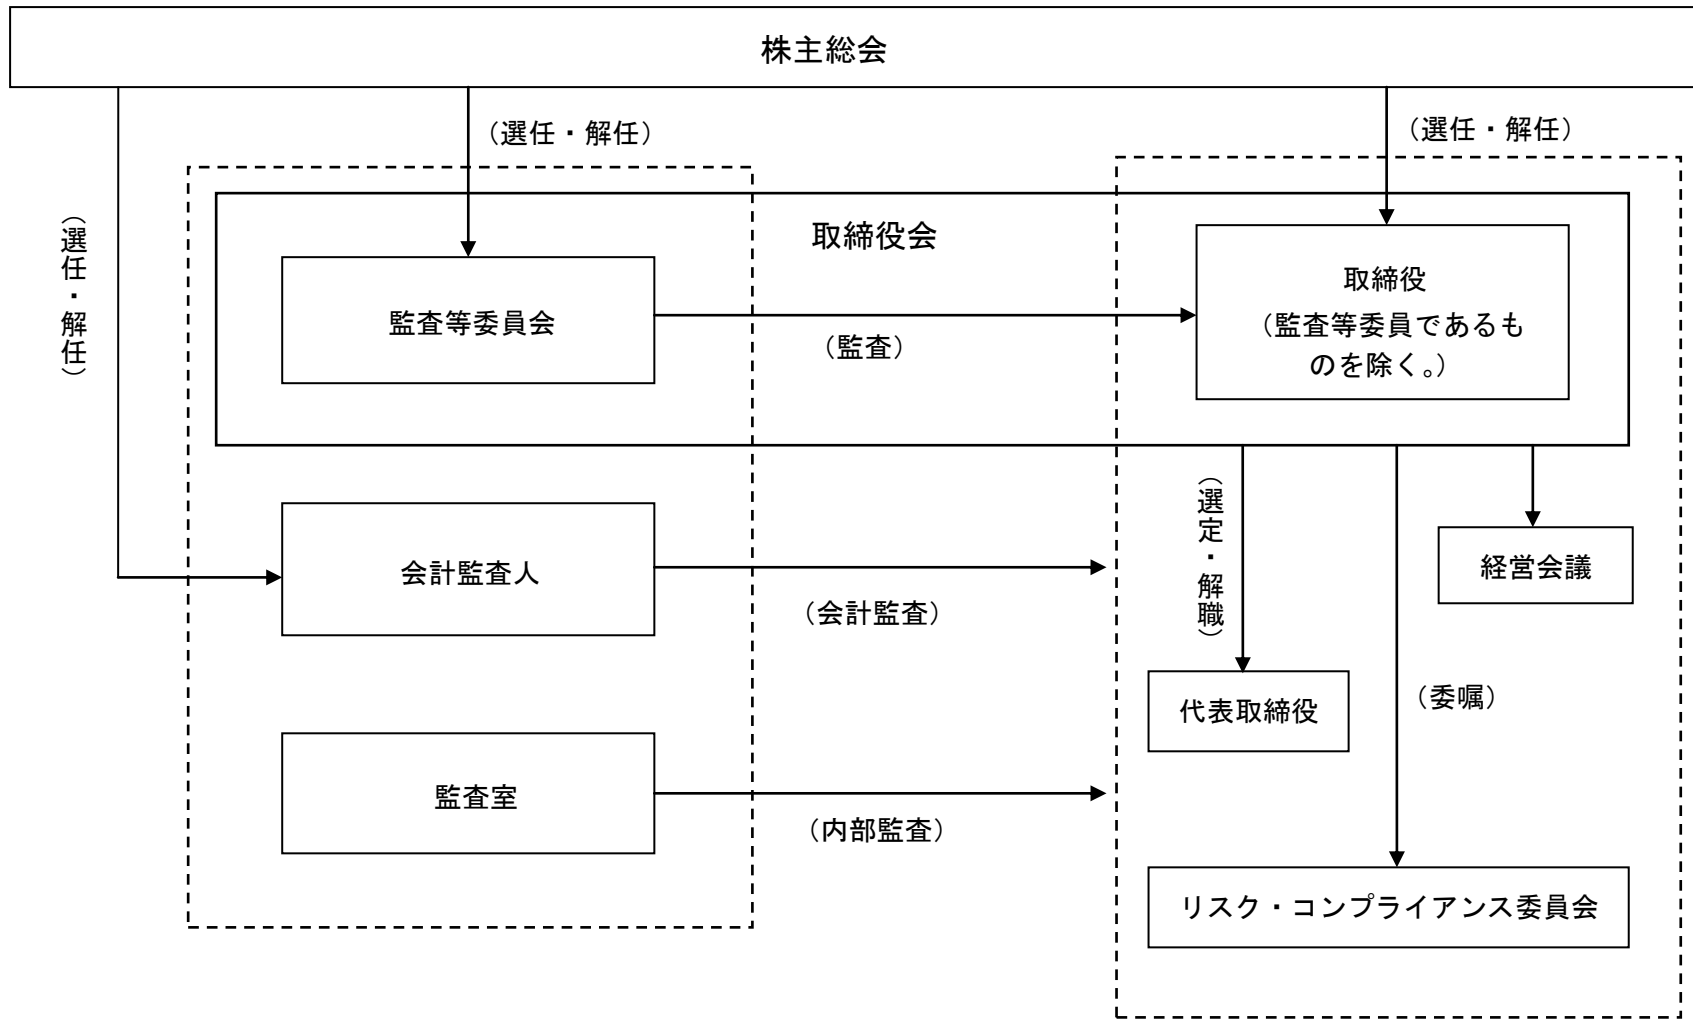 株主総会
（選任・解任）
（選任・解任）
（選任・解任）
取締役会
監査等委員会
（監査）
取締役
（監査等委員であるも
のを除く。）
会計監査人
（会計監査）
（選定・解職）
経営会議
代表取締役
（委嘱）
監査室
（内部監査）
リスク・コンプライアンス委員会